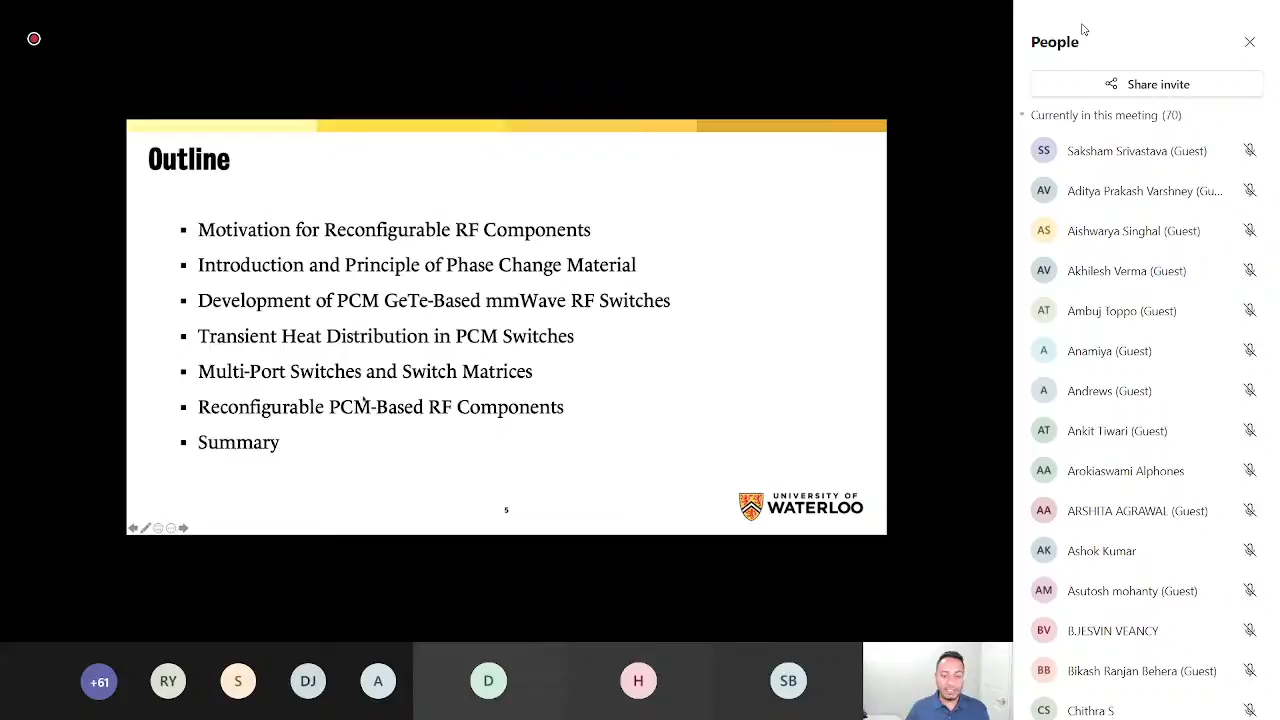 Outline
▪ Motivation for Reconfigurable RF Components
▪ Introduction and Principle of Phase Change Material
▪ Development of PCM GeTe-Based mmWave RF Switches
▪ Transient Heat Distribution in PCM Switches
▪ Multi-Port Switches and Switch Matrices
▪ Reconfigurable PCM-Based RF Components
▪ Summary
5
UNIVERSITY OF
WATERLOO
+61
RY
S
DJ
A
D
H
SB
People
Share invite
Currently in this meeting (70)
SS Saksham Srivastava (Guest)
AV Aditya Prakash Varshney (Gu...
AS Aishwarya Singhal (Guest)
AV Akhilesh Verma (Guest)
AT Ambuj Toppo (Guest)
A Anamiya (Guest)
A Andrews (Guest)
AT Ankit Tiwari (Guest)
AA Arokiaswami Alphones
AA ARSHITA AGRAWAL (Guest)
AK Ashok Kumar
AM Asutosh mohanty (Guest)
BV BJESVIN VEANCY
BB Bikash Ranjan Behera (Guest)
CS Chithra S